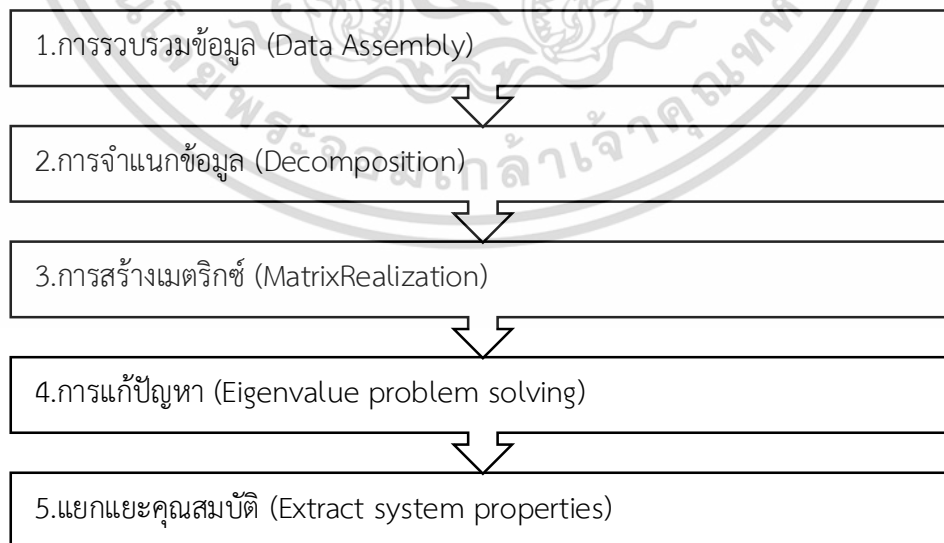 1.การรวบรวมข้อมูล (Data Assembly)
2.การจำแนกข้อมูล (Decomposition)
3.การสร้างเมตริกซ์ (MatrixRealization)
4.การแก้ปัญหา (Eigenvalue problem solving)
5.แยกแยะคุณสมบัติ (Extract system properties)